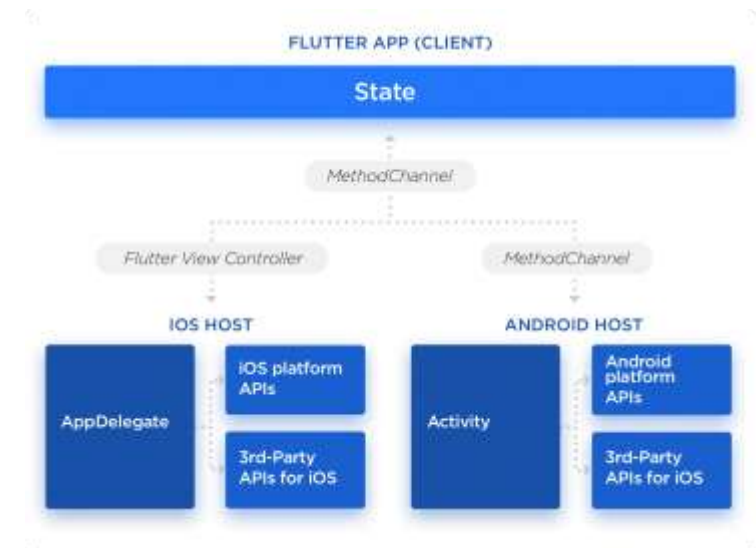 FLUTTER APP (CLIENT)
State
MethodChannel
Flutter View Controller
MethodChannel
IOS HOST
ANDROID HOST
AppDelegate
iOS platform
APIs
3rd-Party
APIs for iOS
Activity
Android
platform
APIs
3rd-Party
APIs for iOS